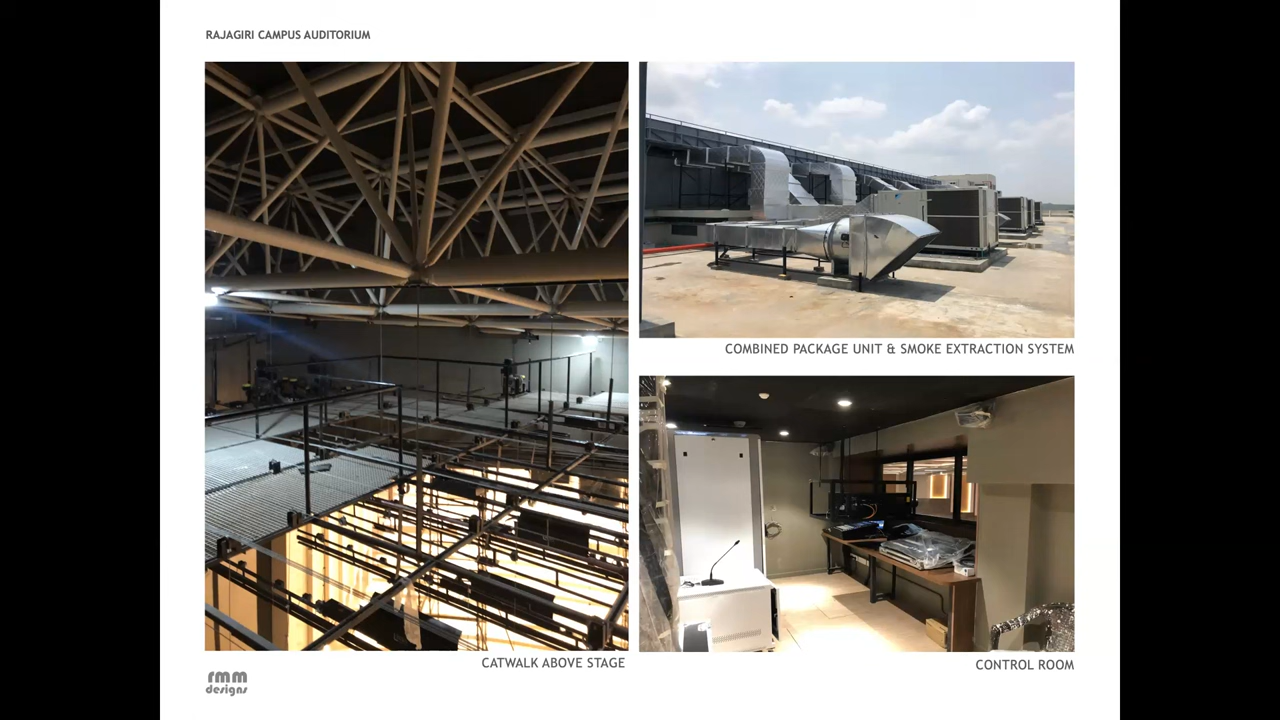 RAJAGIRI CAMPUS AUDITORIUM
COMBINED PACKAGE UNIT & SMOKE EXTRACTION SYSTEM
CATWALK ABOVE STAGE
CONTROL ROOM
rmm
designs